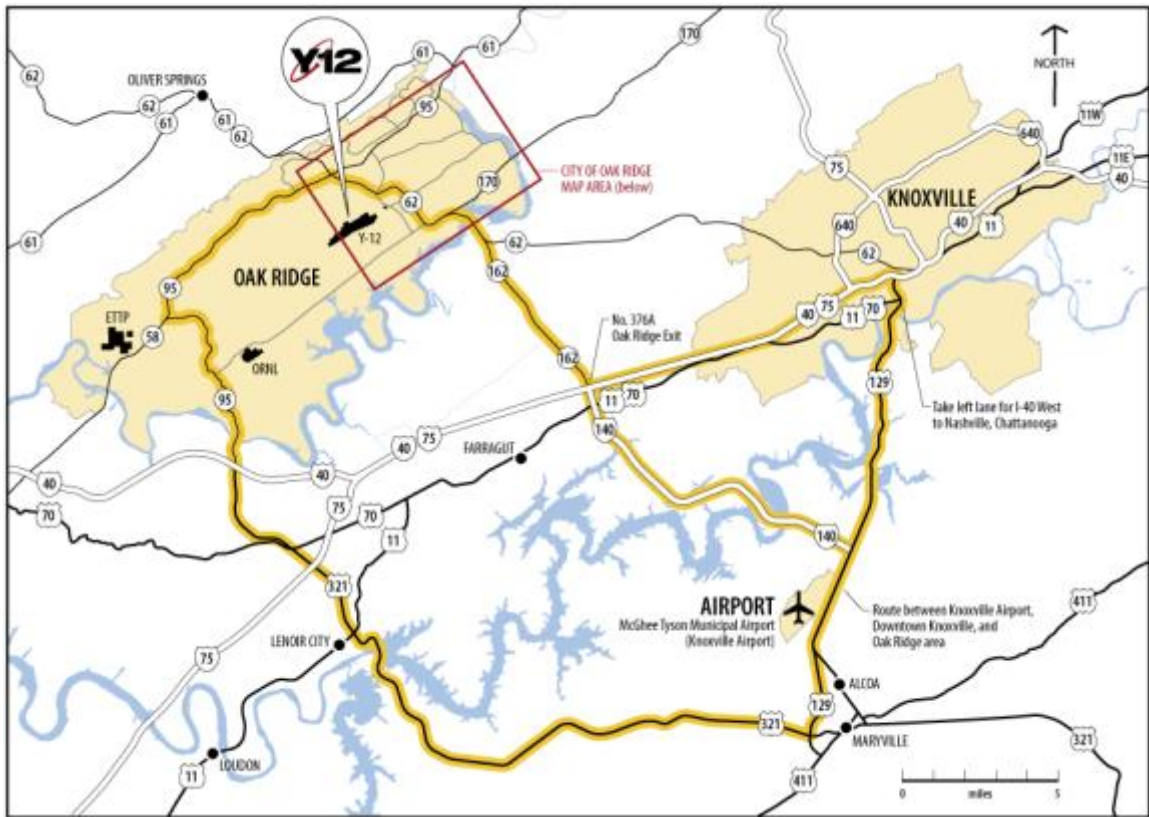 61
170
62
61
Y12
OLIVER SPRINGS
62
61
61
62
62
95
NORTH
11W
640
75
11E
40
CITY OF OAK RIDGE
MAP AREA (below)
170
62
KNOXVILLE
40
11
640
62
61
Y-12
62
162
OAK RIDGE
95
75
40
11
70
ETTP
58
No. 376A
Oak Ridge Exit
ORNL
162
129
95
11
70
Take left lane for I-40 West
to Nashville, Chattanooga
140
75
40
FARRAGUT
40
40
75
70
70
11
140
321
AIRPORT
McGhee Tyson Municipal Airport
(Knoxville Airport)
Route between Knoxville Airport,
Downtown Knoxville, and
Oak Ridge area
411
LENOIR CITY
75
ALCOA
129
321
321
MARYVILLE
321
LOUDON
11
411
0
miles
5